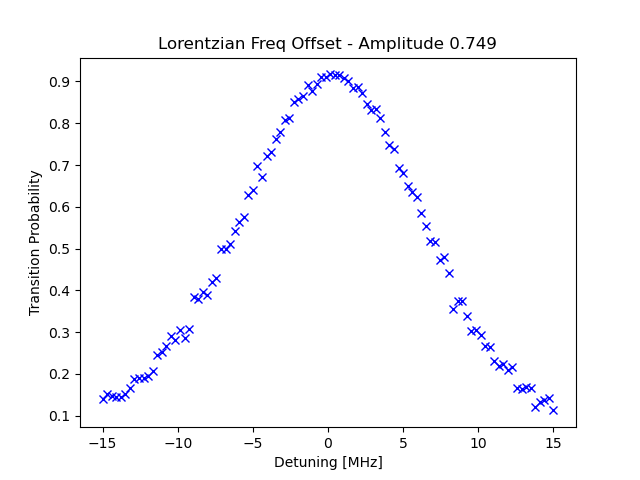 Lorentzian Freq Offset - Amplitude 0.749
Transition Probability
0.9
0.8
0.7
0.6
0.5
0.4
0.3
0.2
0.1
−15 −10 −5 0 5 10 15
Detuning [MHz]